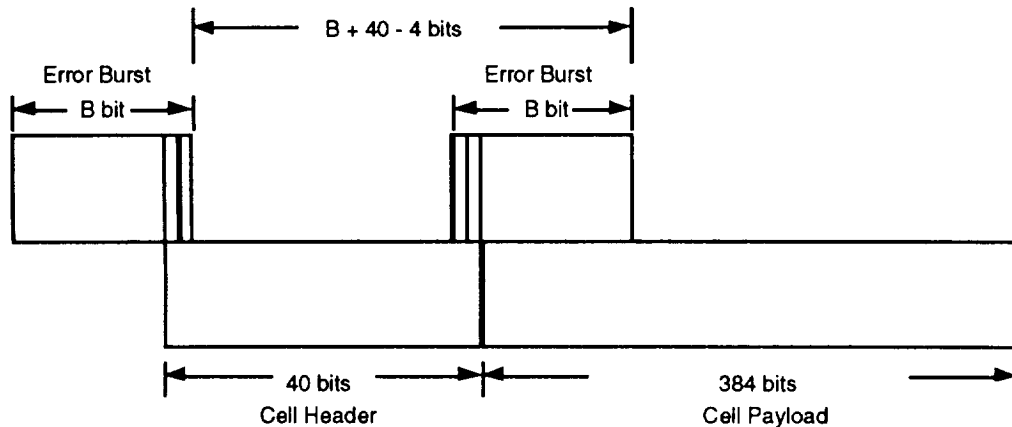 B + 40 - 4 bits
Error Burst
Error Burst
B bit
B bit
40 bits
384 bits
Cell Header
Cell Payload